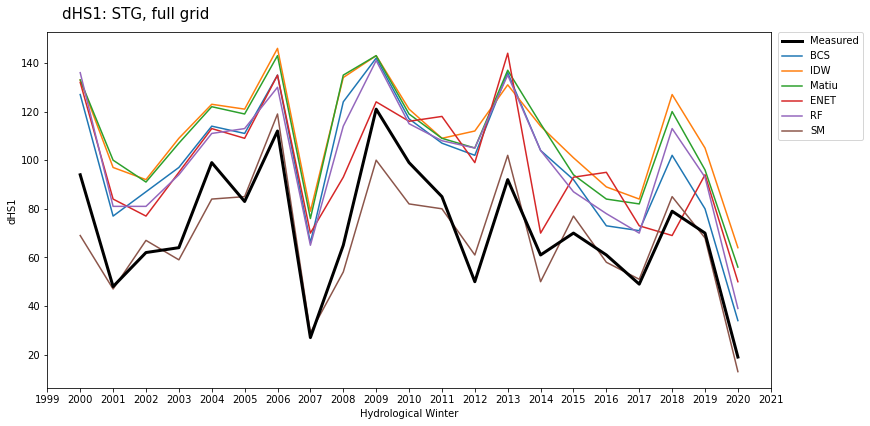 dHS1: STG, full grid
Measured
BCS
IDW
Matiu
ENET
RF
SM
140
120
100
80
60
40
20
dHS1
1999 2000 2001 2002 2003 2004 2005 2006 2007 2008 2009 2010 2011 2012 2013 2014 2015 2016 2017 2018 2019 2020 2021
Hydrological Winter